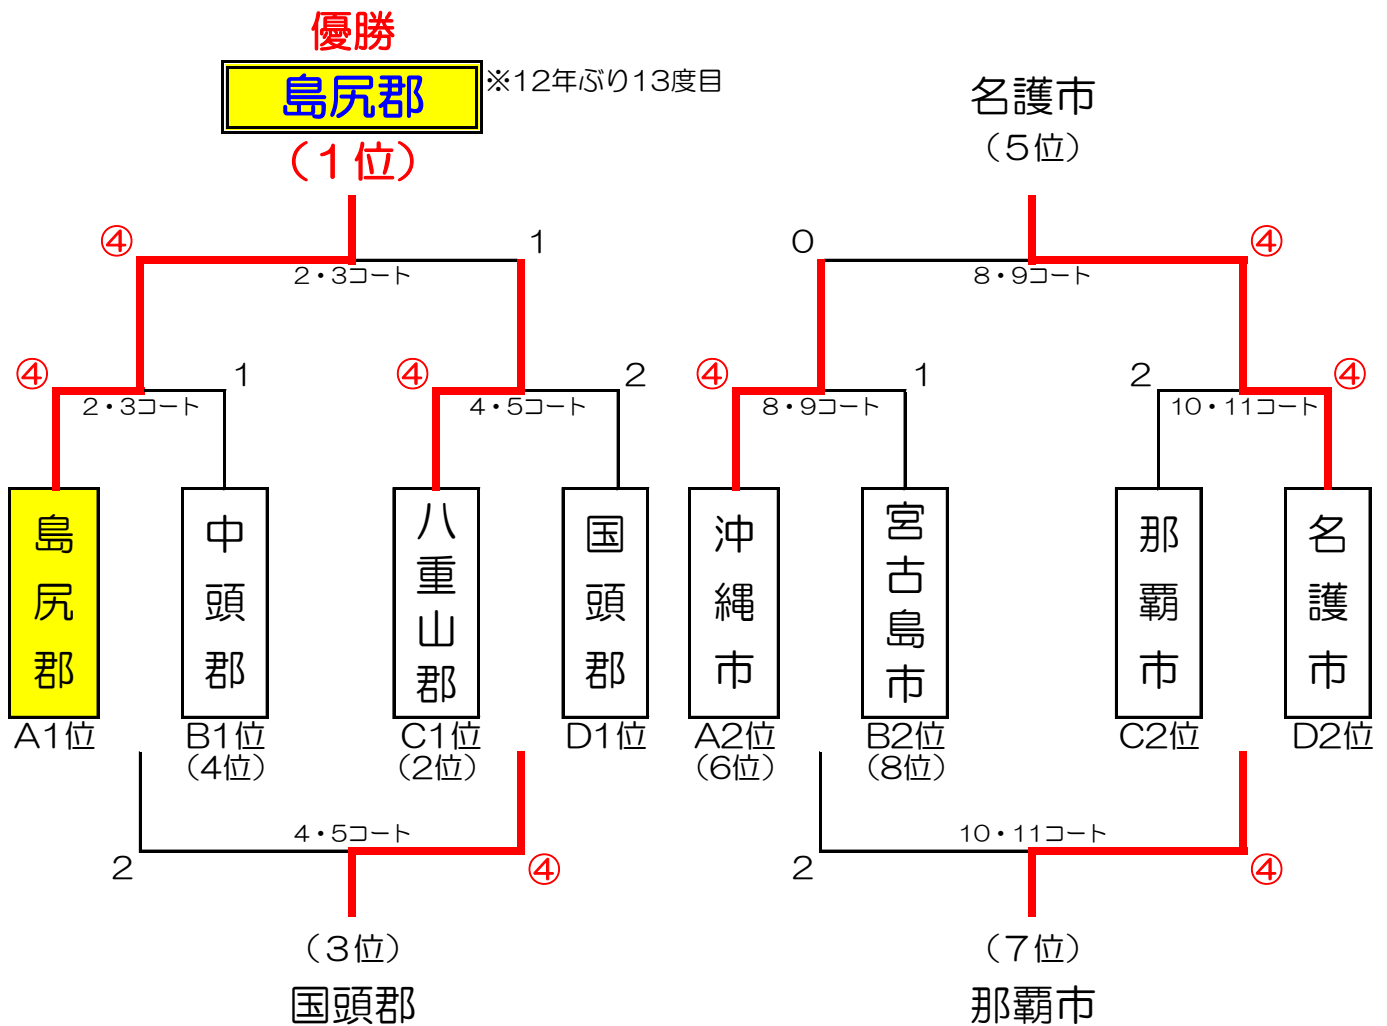 優勝
島尻郡
※12年ぶり13度目
(1位)
名護市
(5位)
④
1
2・3コート
0
④
8・9コート
④
1
2・3コート
④
2
4・5コート
④
1
8・9コート
2
④
10・11コート
島尻郡
中頭郡
八重山郡
国頭郡
沖縄市
宮古島市
那覇市
名護市
A1位
B1位
(4位)
C1位
(2位)
D1位
A2位
(6位)
B2位
(8位)
C2位
D2位
4・5コート
2
④
10・11コート
2
④
(3位)
国頭郡
(7位)
那覇市